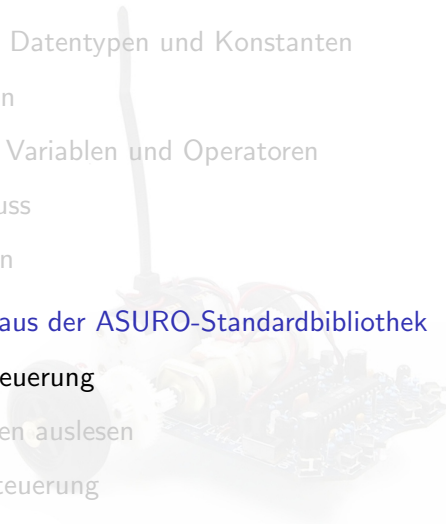 Datentypen und Konstanten
n
Variablen und Operatoren
uss
n
aus der ASURO-Standardbibliothek
euerung
en auslesen
teuerung